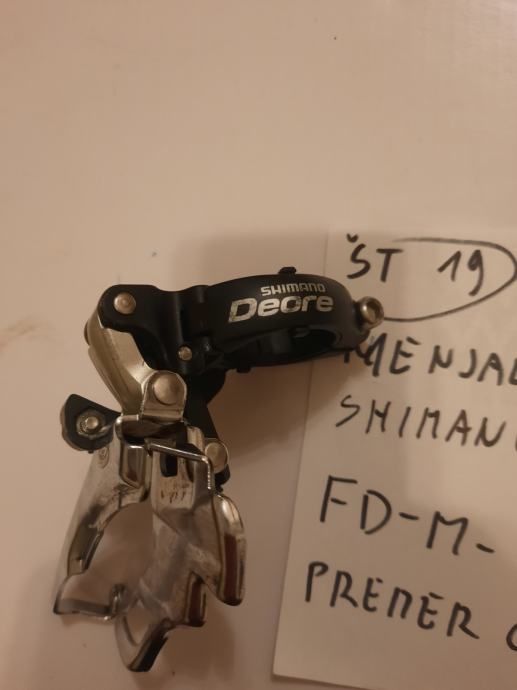 SHIMANO
Deore
ŠT 19
MENJAL
SHIMAN
FD-M-
PREMER